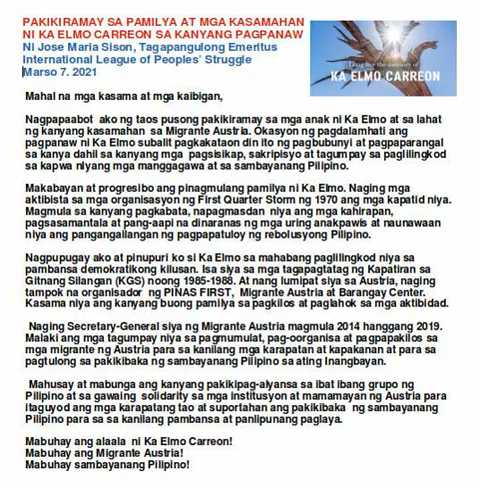 PAKIKIRAMAY SA PAMILYA AT MGA KASAMAHAN
NI KA ELMO CARREON SA KANYANG PAGPANAW
Ni Jose Maria Sison, Tagapangulong Emeritus
International League of Peoples' Struggle
Marso 7. 2021
Long live the memory of
KA ELMO CARREON
Mahal na mga kasama at mga kaibigan,
Nagpapaabot ako ng taos pusong pakikiramay sa mga anak ni Ka Elmo at sa lahat
ng kanyang kasamahan sa Migrante Austria. Okasyon ng pagdalamhati ang
pagpanaw ni Ka Elmo subalit pagkakataon din ito ng pagbubunyi at pagpaparangal
sa kanya dahil sa kanyang mga pagsisikap, sakripisyo at tagumpay sa paglilingkod
sa kapwa niyang mga manggagawa at sa sambayanang Pilipino.
Makabayan at progresibo ang pinagmulang pamilya ni Ka Elmo. Naging mga
aktibista sa mga organisasyon ng First Quarter Storm ng 1970 ang mga kapatid niya.
Magmula sa kanyang pagkabata, napagmasdan niya ang mga kahirapan,
pagsasamantala at pang-aapi na dinaranas ng mga uring anakpawis at naunawaan
niya ang pangangailangan ng pagpapatuloy ng rebolusyong Pilipino.
Nagpupugay ako at pinupuri ko si Ka Elmo sa mahabang paglilingkod niya sa
pambansa demokratikong kilusan. Isa siya sa mga tagapagtatag ng Kapatiran sa
Gitnang Silangan (KGS) noong 1985-1988. At nang lumipat siya sa Austria, naging
tampok na organisador ng PINAS FIRST, Migrante Austria at Barangay Center.
Kasama niya ang kanyang buong pamilya sa pagkilos at paglahok sa mga aktibidad.
Naging Secretary-General siya ng Migrante Austria magmula 2014 hanggang 2019.
Malaki ang mga tagumpay niya sa pagmumulat, pag-oorganisa at pagpapakilos sa
mga migrante ng Austria para sa kanilang mga karapatan at kapakanan at para sa
pagtulong sa pakikibaka ng sambayanang Pilipino sa ating Inangbayan.
Mahusay at mabunga ang kanyang pakikipag-alyansa sa ibat ibang grupo ng
Pilipino at sa gawaing solidarity sa mga institusyon at mamamayan ng Austria para
itaguyod ang mga karapatang tao at suportahan ang pakikibaka ng sambayanang
Pilipino para sa sa kanilang pambansa at panlipunang paglaya.
Mabuhay ang alaala ni Ka Elmo Carreon!
Mabuhay ang Migrante Austria!
Mabuhay sambayanang Pilipino!